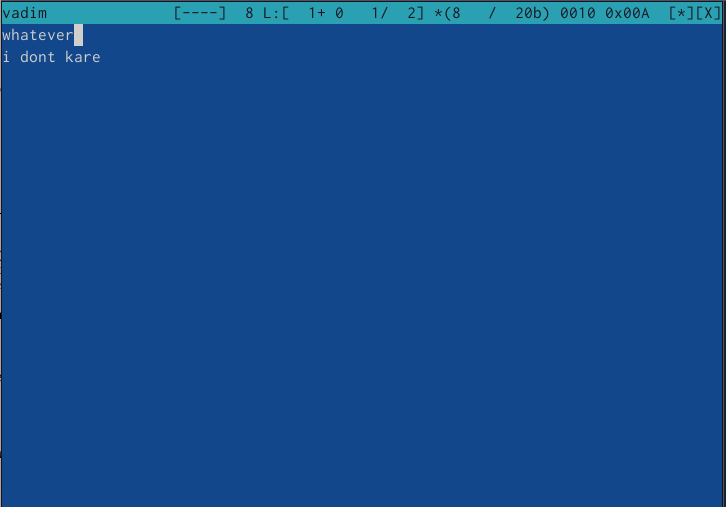 vadim [----] 8 L:[ 1+ 0 1/ 2] *(8 / 20b) 0010 0x00A [*][X]
whatever
i dont kare